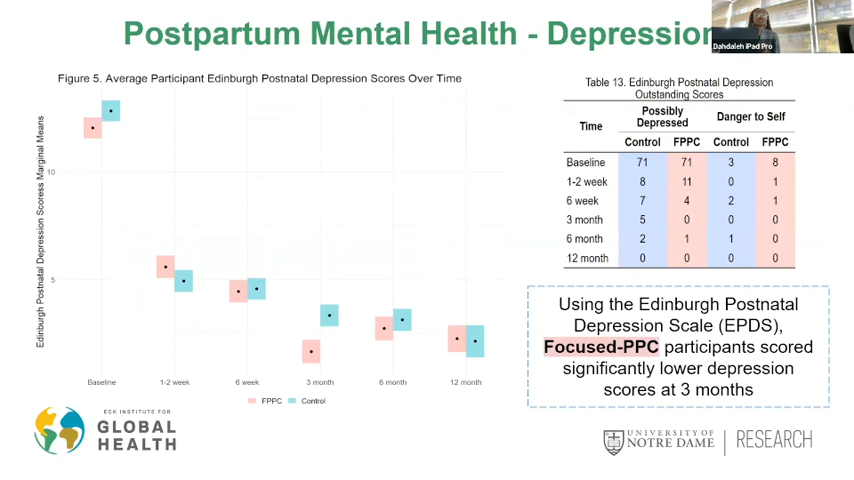 Postpartum Mental Health - Depression
Dahdaleh iPad Pro
Figure 5. Average Participant Edinburgh Postnatal Depression Scores Over Time
Edinburgh Postnatal Depression Scoress Marginal Means
10
5
Baseline 1-2 week 6 week 3 month 6 month 12 month
FPPC Control
Table 13. Edinburgh Postnatal Depression
Outstanding Scores
Time Possibly Depressed Danger to Self
Control FPPC Control FPPC
Baseline 71 71 3 8
1-2 week 8 11 0 1
6 week 7 4 2 1
3 month 5 0 0 0
6 month 2 1 1 0
12 month 0 0 0 0
Using the Edinburgh Postnatal
Depression Scale (EPDS),
Focused-PPC participants scored
significantly lower depression
scores at 3 months
ECK INSTITUTE FOR
GLOBAL
HEALTH
UNIVERSITY OF
NOTRE DAME
RESEARCH